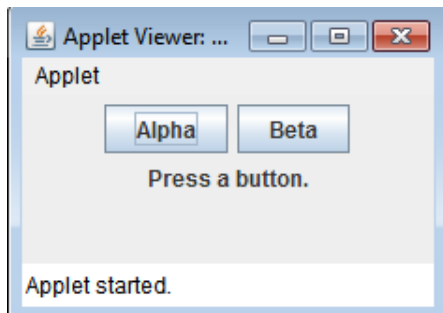 Applet Viewer: ...
Applet
Alpha Beta
Press a button.
Applet started.